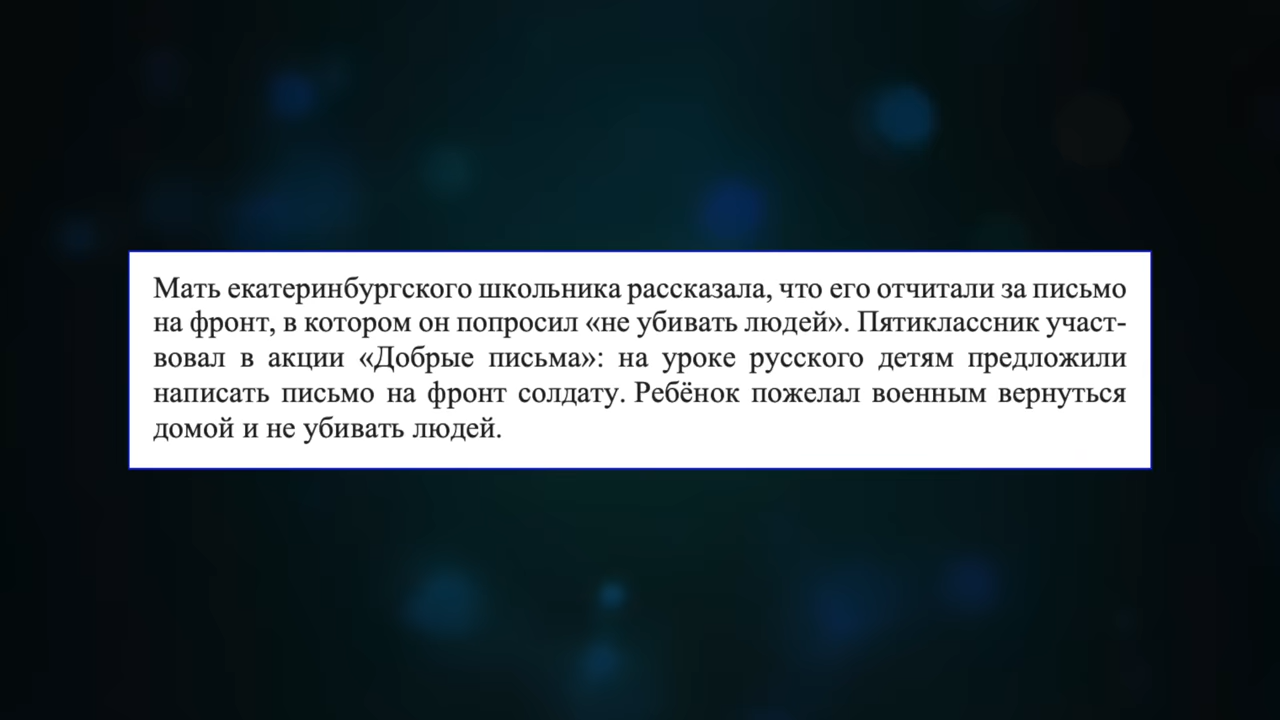 Мать екатеринбургского школьника рассказала, что его отчитали за письмо
на фронт, в котором он попросил «не убивать людей». Пятиклассник участ-
вовал в акции «Добрые письма»: на уроке русского детям предложили
написать письмо на фронт солдату. Ребёнок пожелал военным вернуться
домой и не убивать людей.